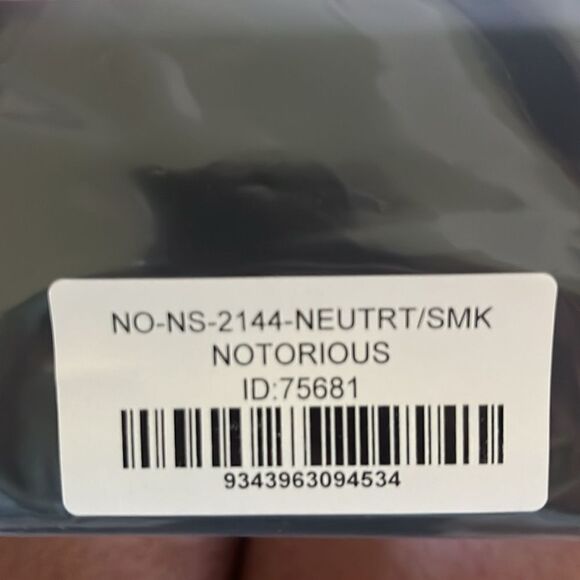 NO-NS-2144-NEUTRT/SMK
NOTORIOUS
ID:75681
9343963094534